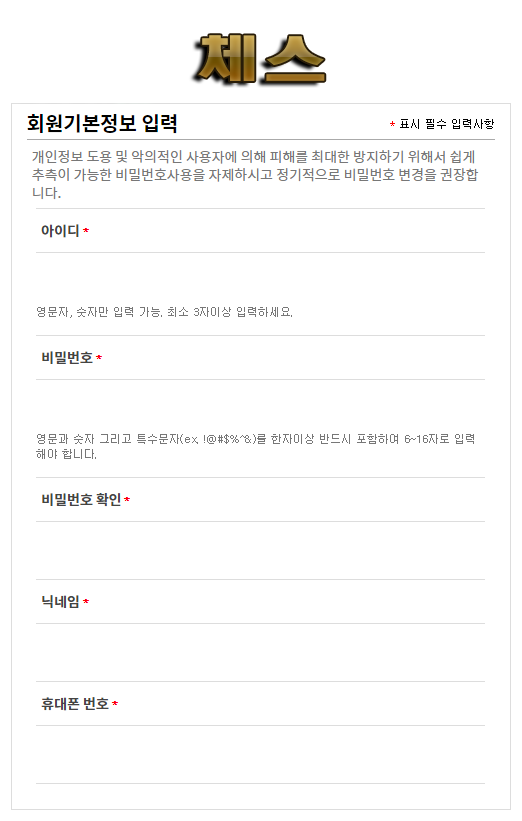 체스
회원기본정보 입력
* 표시 필수 입력사항
개인정보 도용 및 악의적인 사용자에 의해 피해를 최대한 방지하기 위해서 쉽게
추측이 가능한 비밀번호사용을 자제하시고 정기적으로 비밀번호 변경을 권장합
니다.
아이디 *
영문자, 숫자만 입력 가능. 최소 3자이상 입력하세요.
비밀번호 *
영문과 숫자 그리고 특수문자(ex. !@#$%^&)를 한자이상 반드시 포함하여 6~16자로 입력
해야 합니다.
비밀번호 확인 *
닉네임 *
휴대폰 번호 *